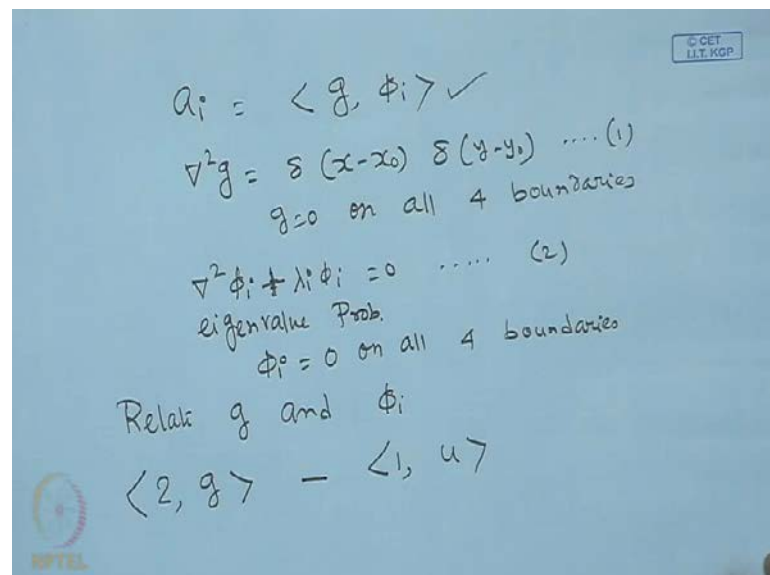 © CET
I.I.T. KGP
aᵢ = < g, ϕᵢ > ✓
∇²g = δ (x-x₀) δ (y-y₀) .... (1)
g=0 on all 4 boundaries
∇²ϕᵢ + λᵢϕᵢ = 0 ..... (2)
eigenvalue Prob.
ϕᵢ = 0 on all 4 boundaries
Relate g and ϕᵢ
<2, g> - <1, u>
NPTEL